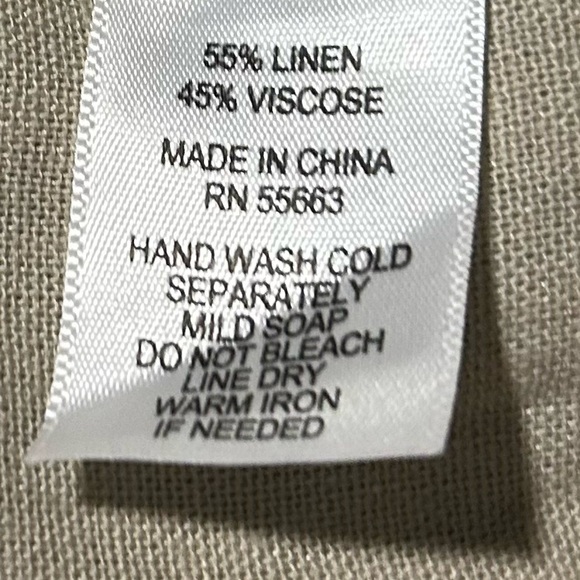 55% LINEN
45% VISCOSE
MADE IN CHINA
RN 55663
HAND WASH COLD
SEPARATELY
MILD SOAP
DO NOT BLEACH
LINE DRY
WARM IRON
IF NEEDED